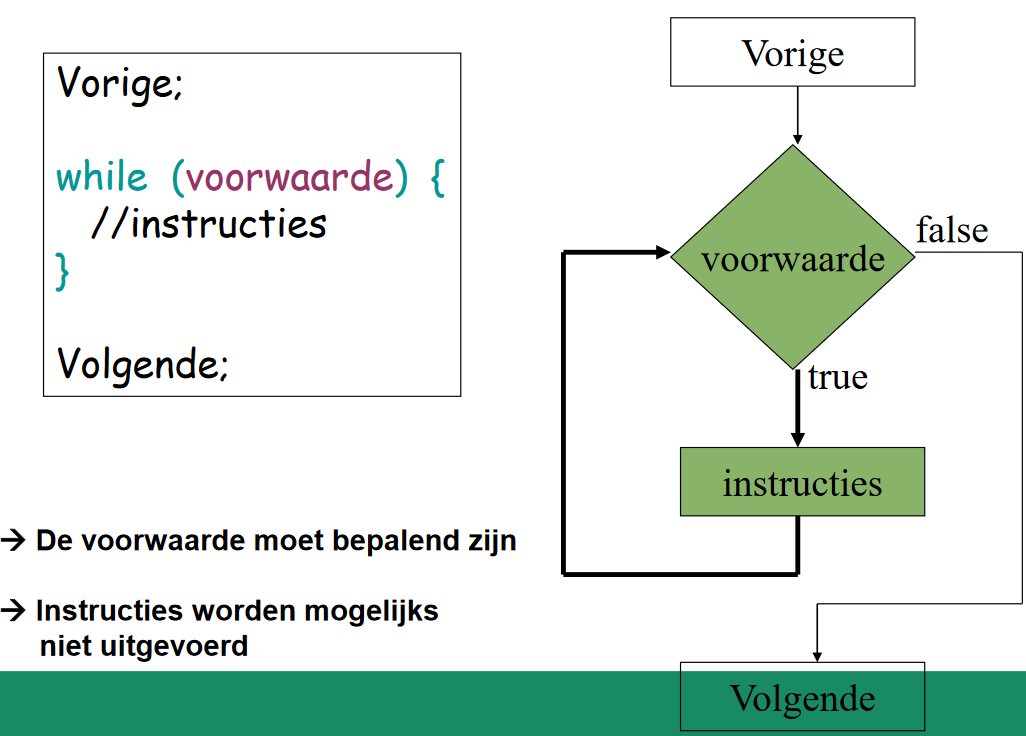 Vorige;
while (voorwaarde) {
//instructies
}
Volgende;
→ De voorwaarde moet bepalend zijn
→ Instructies worden mogelijks
niet uitgevoerd
Vorige
voorwaarde
false
true
instructies
Volgende